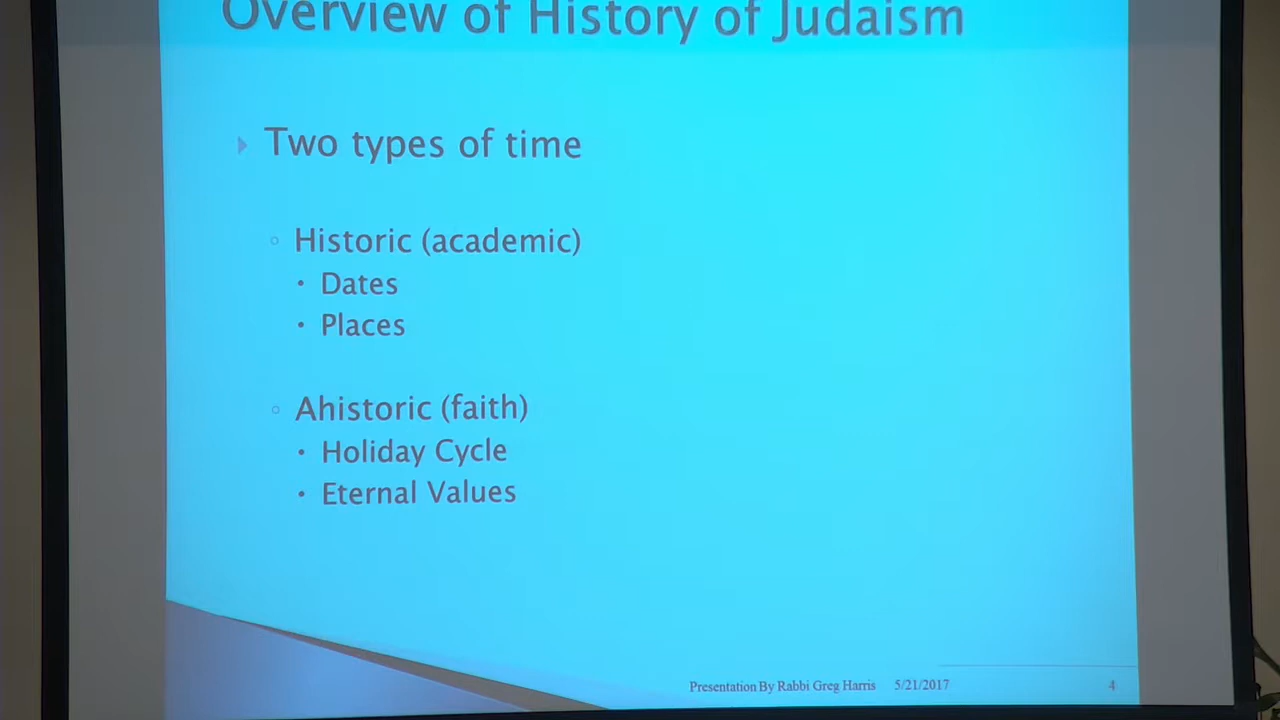 Overview of History of Judaism
Two types of time
Historic (academic)
Dates
Places
Ahistoric (faith)
Holiday Cycle
Eternal Values
Presentation By Rabbi Greg Harris 5/21/2017 4